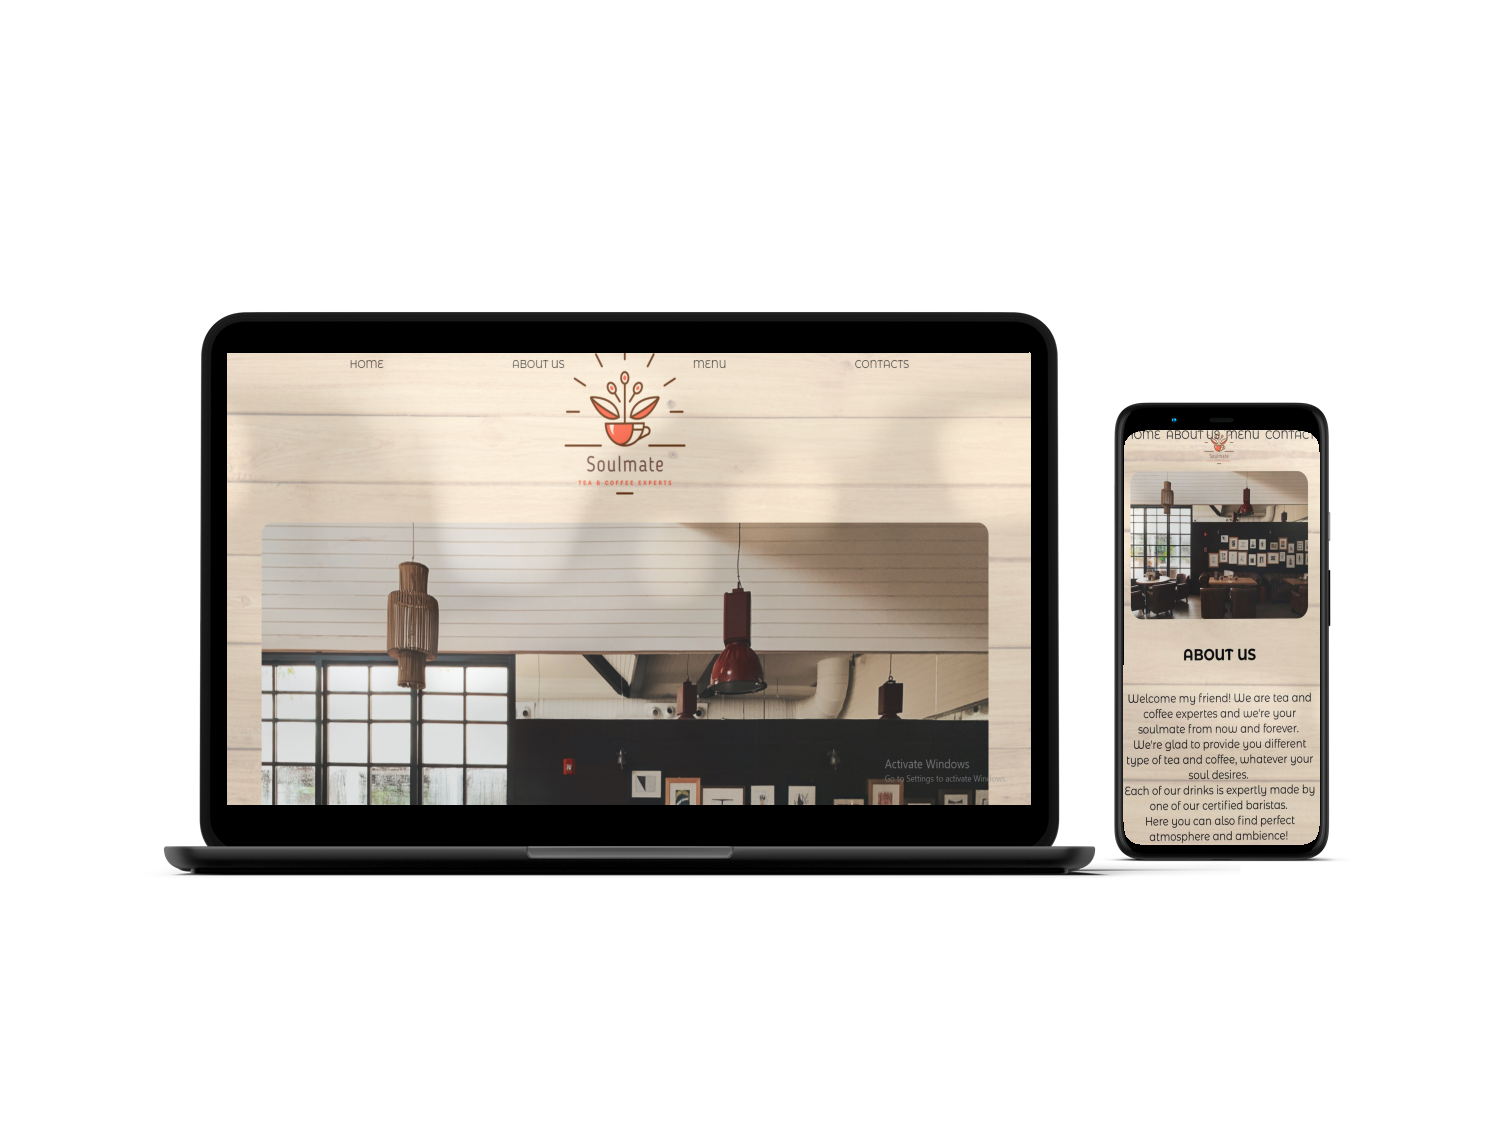 HOME ABOUT US MENU CONTACTS
Soulmate
TEA & COFFEE EXPERTS
Activate Windows
Go to Settings to activate Windows.
OME ABOUT US MENU CONTACT
Soulmate
ABOUT US
Welcome my friend! We are tea and
coffee expertes and we're your
soulmate from now and forever.
We're glad to provide you different
type of tea and coffee, whatever your
soul desires.
Each of our drinks is expertly made by
one of our certified baristas.
Here you can also find perfect
atmosphere and ambience!